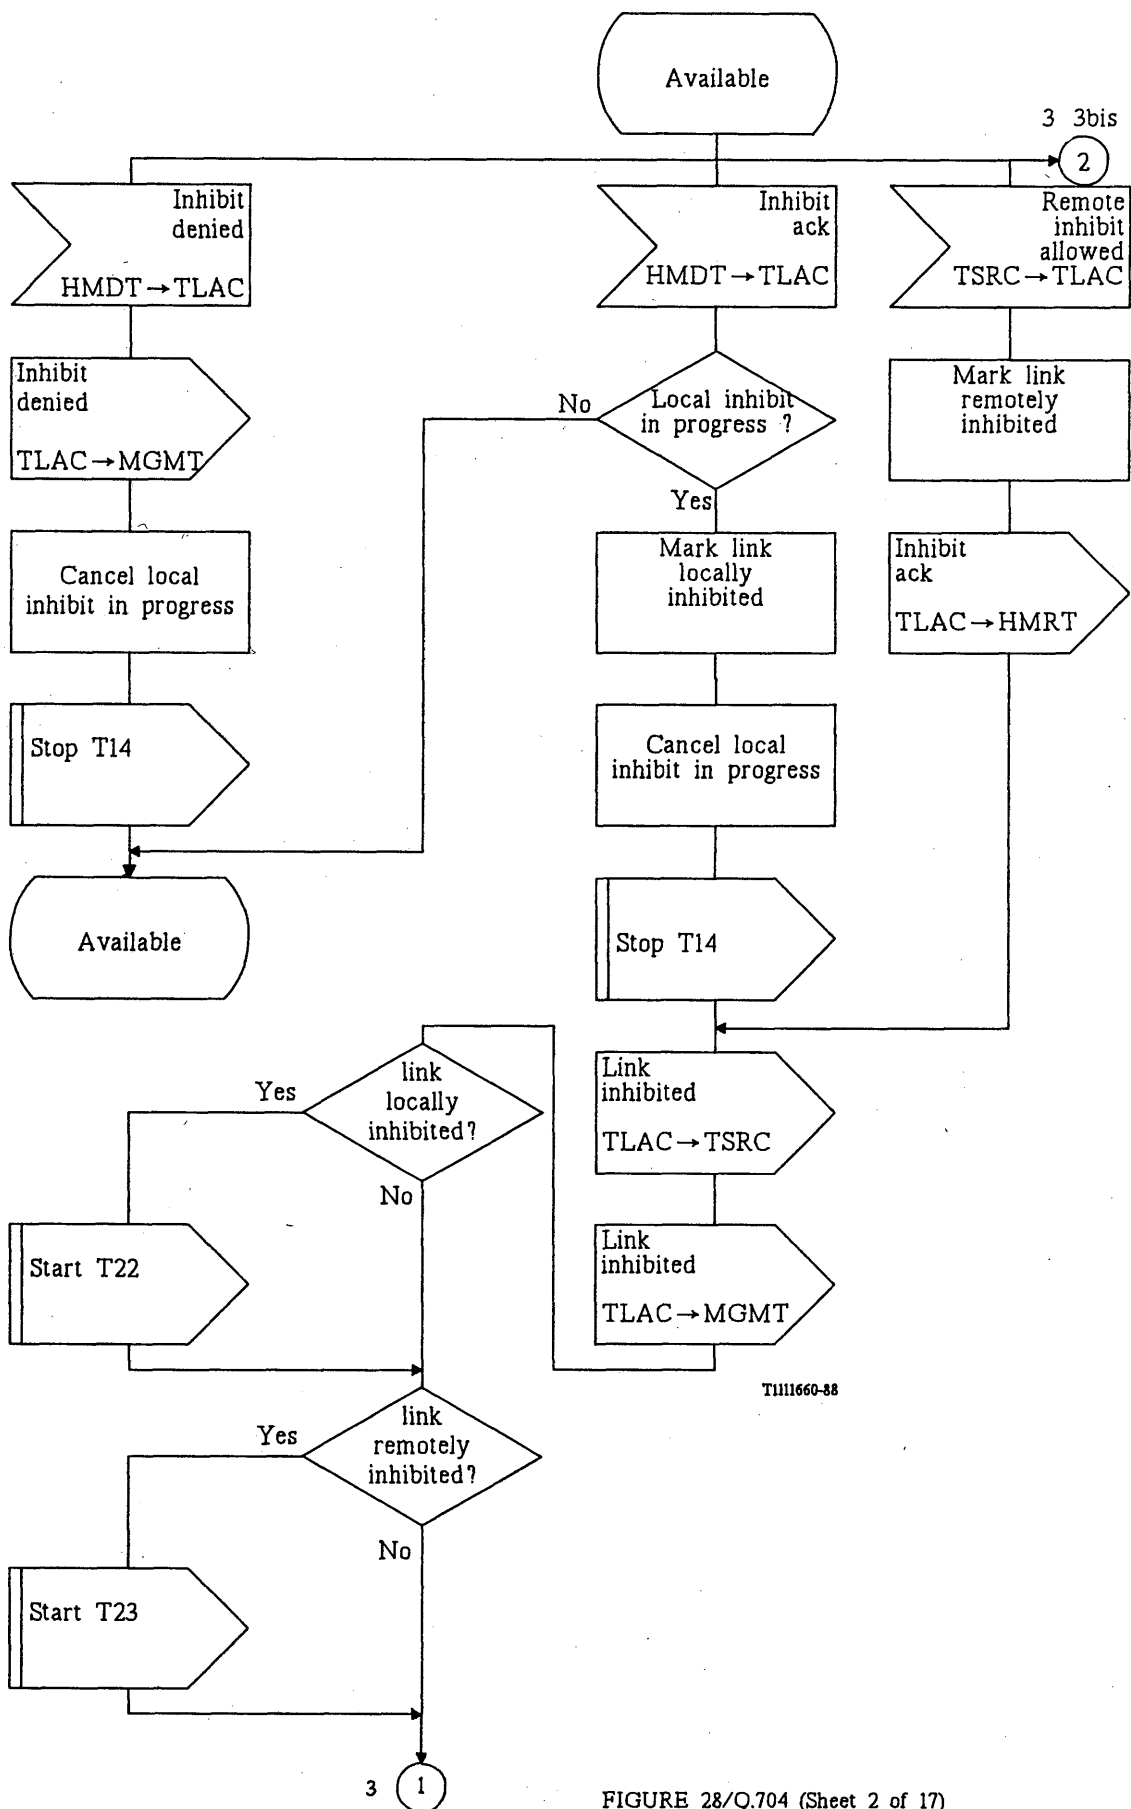 Available
3 3bis
2
Inhibit
denied
HMDT→TLAC
Inhibit
ack
HMDT→TLAC
Remote
inhibit
allowed
TSRC→TLAC
Inhibit
denied
TLAC→MGMT
No
Local inhibit
in progress ?
Yes
Mark link
remotely
inhibited
Cancel local
inhibit in progress
Mark link
locally
inhibited
Inhibit
ack
TLAC→HMRT
Stop T14
Cancel local
inhibit in progress
Available
Stop T14
Yes
link
locally
inhibited?
No
Link
inhibited
TLAC→TSRC
Start T22
Link
inhibited
TLAC→MGMT
T1111660-88
Yes
link
remotely
inhibited?
No
Start T23
3
1
FIGURE 28/Q.704 (Sheet 2 of 17)